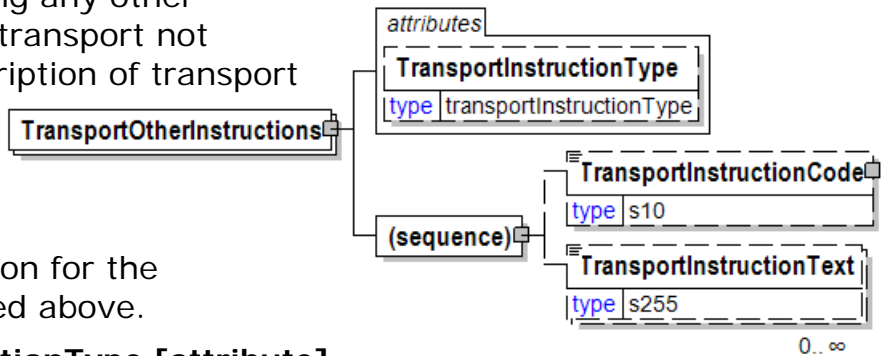 ng any other
transport not
ription of transport
attributes
TransportInstructionType
type transportInstructionType
TransportOtherInstructions
TransportInstructionCode
type s10
(sequence)
TransportInstructionText
type s255
0.. ∞
on for the
ed above.
tionType [attribute]